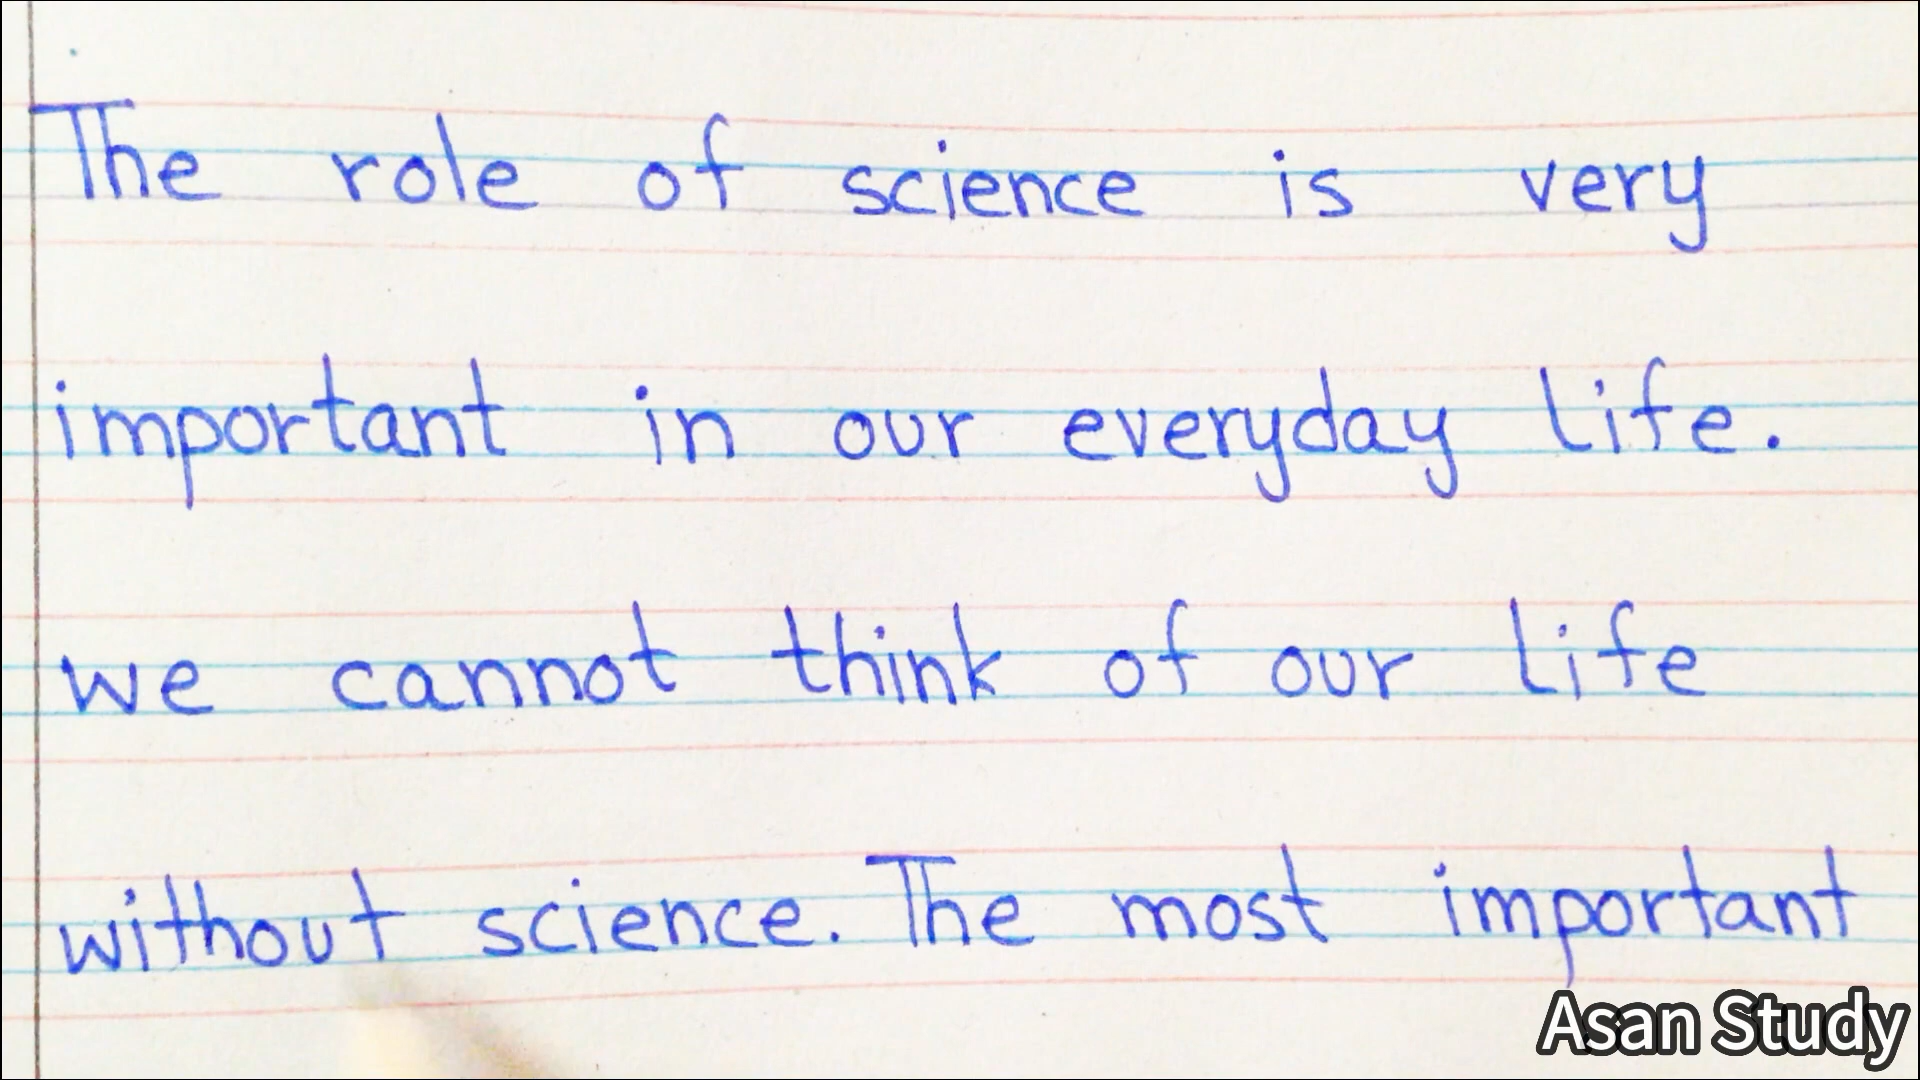 The role of science is very
important in our everyday life.
we cannot think of our life
without science. The most important
Asan Study